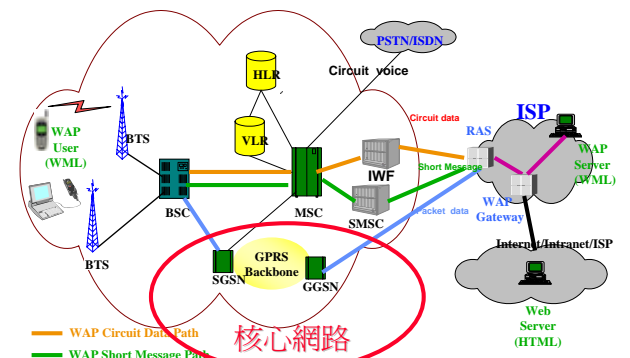 PSTN/ISDN
HLR
Circuit voice
ISP
Circuit data
RAS
WAP
User
(WML)
BTS
VLR
IWF
Short Message
WAP
Server
(WML)
BSC
MSC
SMSC
WAP
Gateway
Packet data
BTS
GPRS
Backbone
SGSN
GGSN
Internet/Intranet/ISP
Web
Server
(HTML)
WAP Circuit Data Path
核心網路
WAP Short Message Path